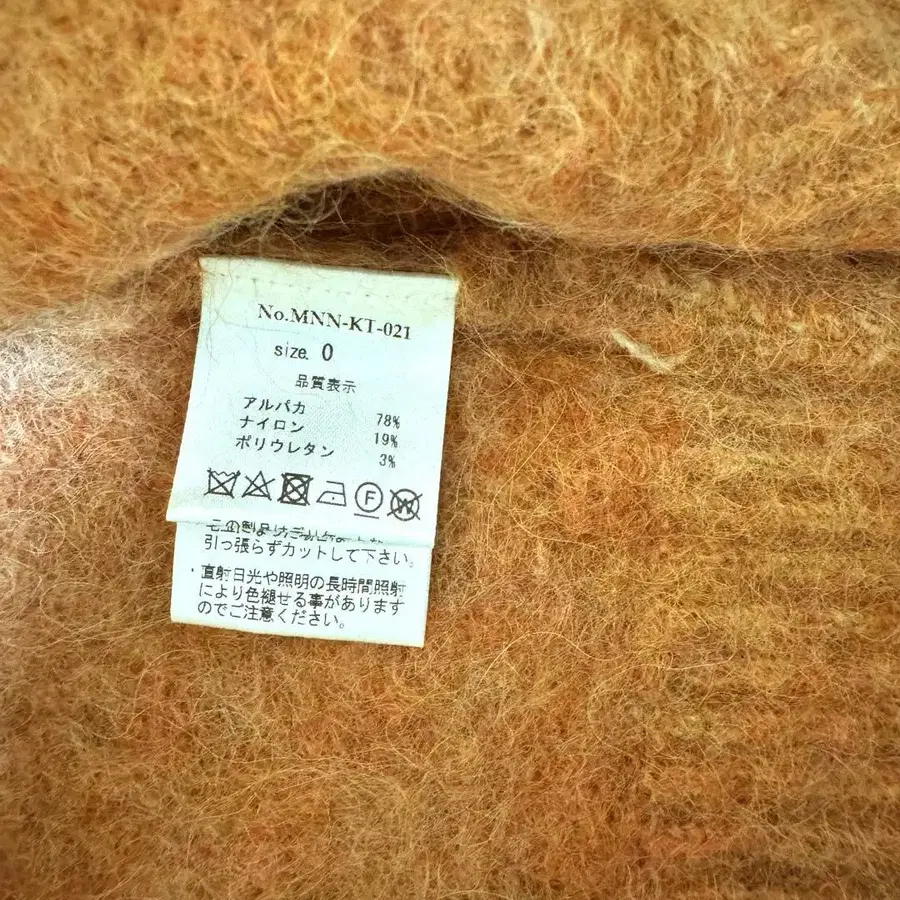 No.MNN-KT-021
size. 0
品質表示
アルパカ 78%
ナイロン 19%
ポリウレタン 3%
F W
引っ張らずカットして下さい。
・直射日光や照明の長時間照射
により色褪せる事があります
のでご注意ください。